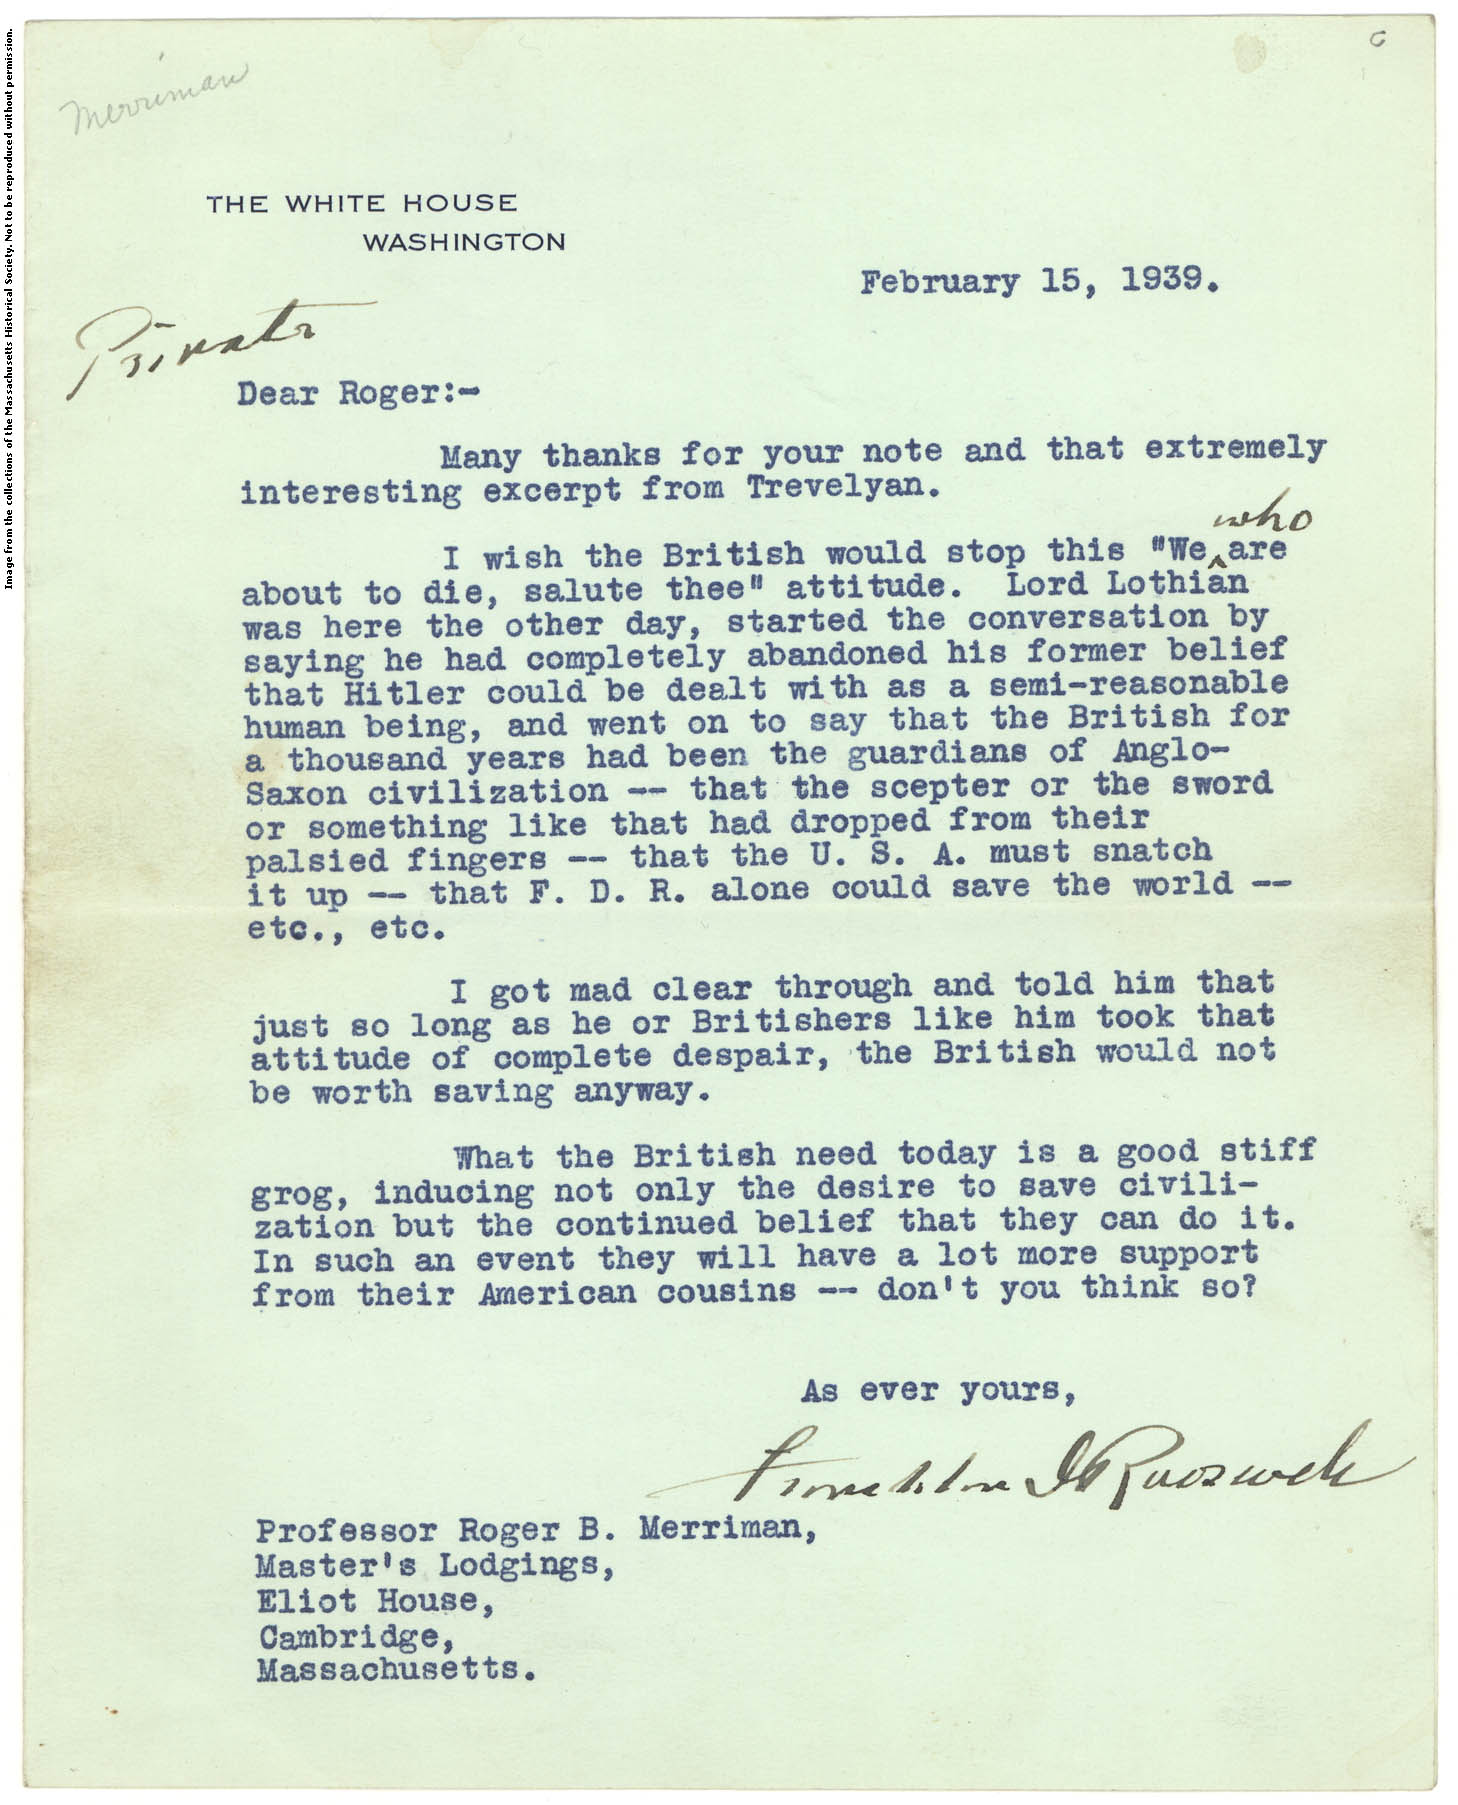 Image from the collections of the Massachusetts Historical Society. Not to be reproduced without permission.
Merriman
THE WHITE HOUSE
WASHINGTON
February 15, 1939.
Private
Dear Roger:-
Many thanks for your note and that extremely
interesting excerpt from Trevelyan.
who
I wish the British would stop this "We ^ are
about to die, salute thee" attitude. Lord Lothian
was here the other day, started the conversation by
saying he had completely abandoned his former belief
that Hitler could be dealt with as a semi-reasonable
human being, and went on to say that the British for
a thousand years had been the guardians of Anglo-
Saxon civilization -- that the scepter or the sword
or something like that had dropped from their
palsied fingers -- that the U. S. A. must snatch
it up -- that F. D. R. alone could save the world --
etc., etc.
I got mad clear through and told him that
just so long as he or Britishers like him took that
attitude of complete despair, the British would not
be worth saving anyway.
What the British need today is a good stiff
grog, inducing not only the desire to save civili-
zation but the continued belief that they can do it.
In such an event they will have a lot more support
from their American cousins -- don't you think so?
As ever yours,
Franklin D Roosevelt
Professor Roger B. Merriman,
Master's Lodgings,
Eliot House,
Cambridge,
Massachusetts.